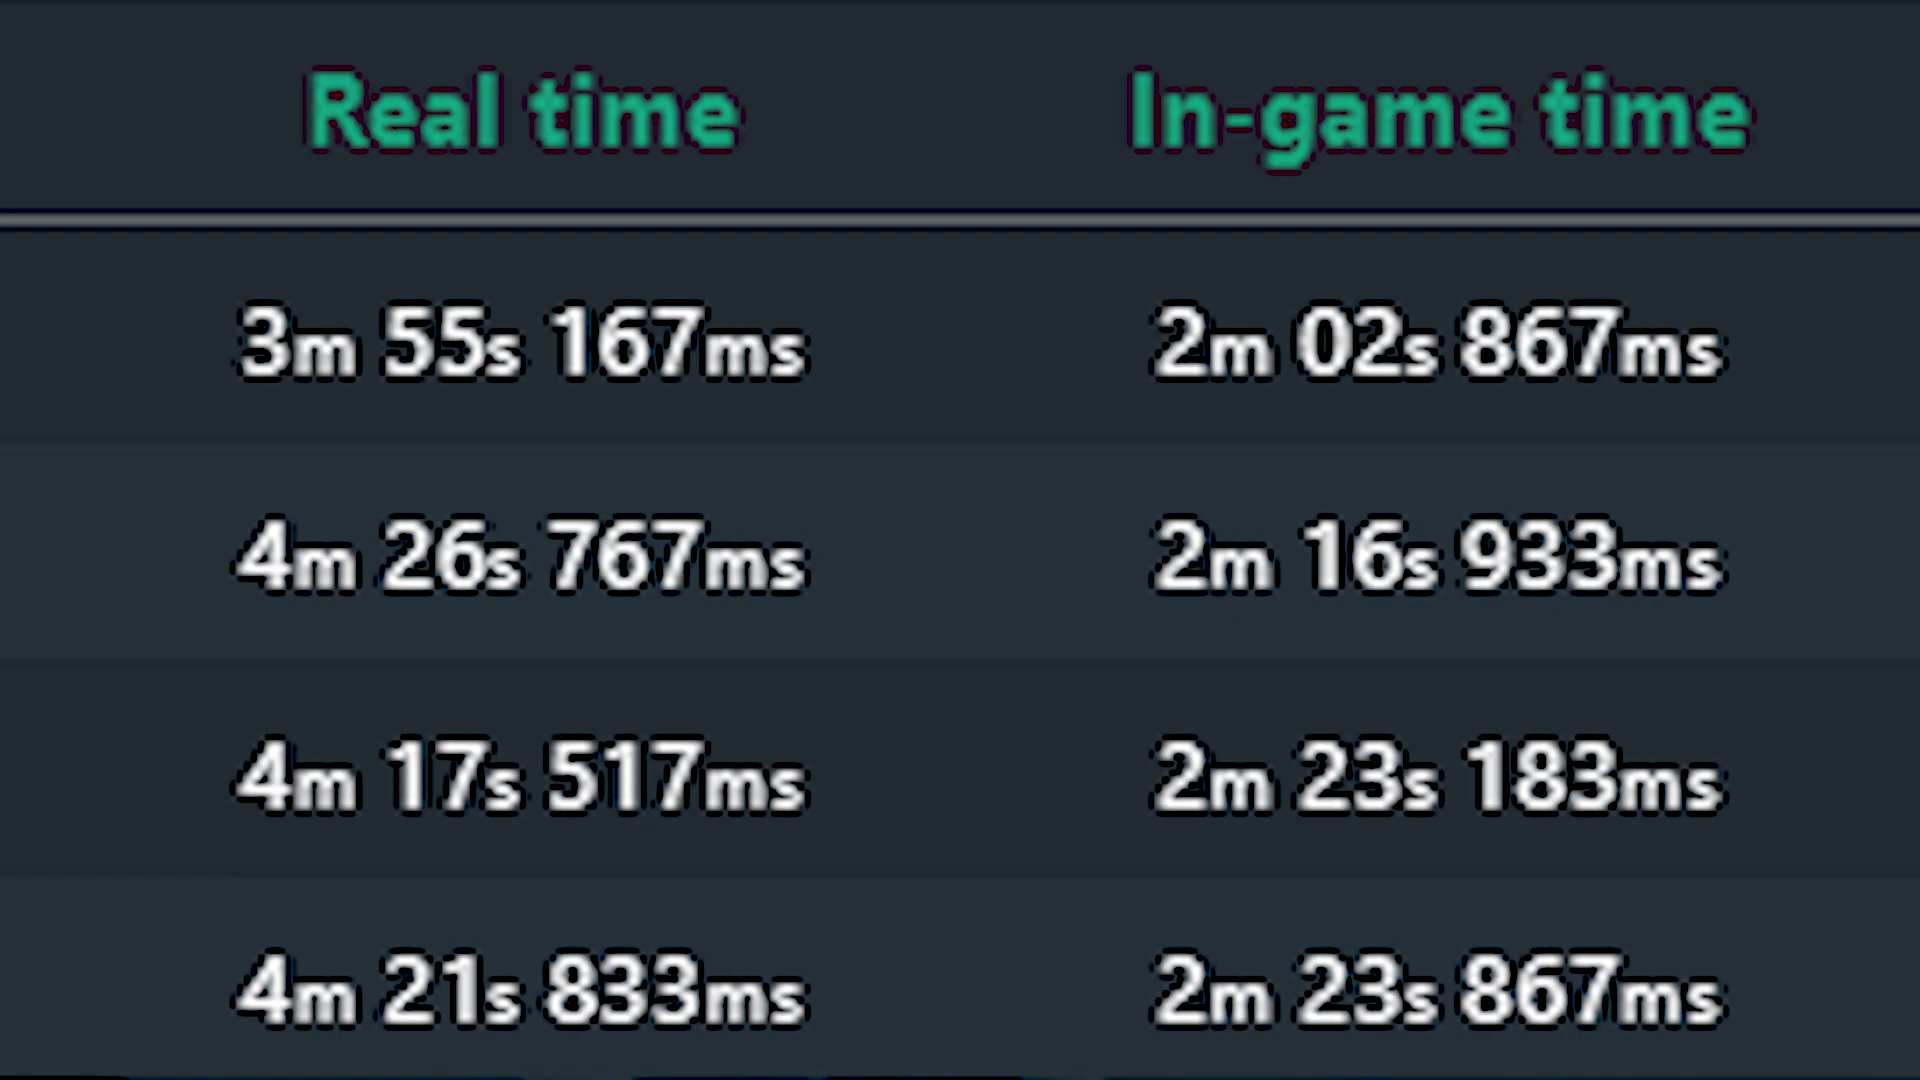 Real time In-game time
3m 55s 167ms 2m 02s 867ms
4m 26s 767ms 2m 16s 933ms
4m 17s 517ms 2m 23s 183ms
4m 21s 833ms 2m 23s 867ms